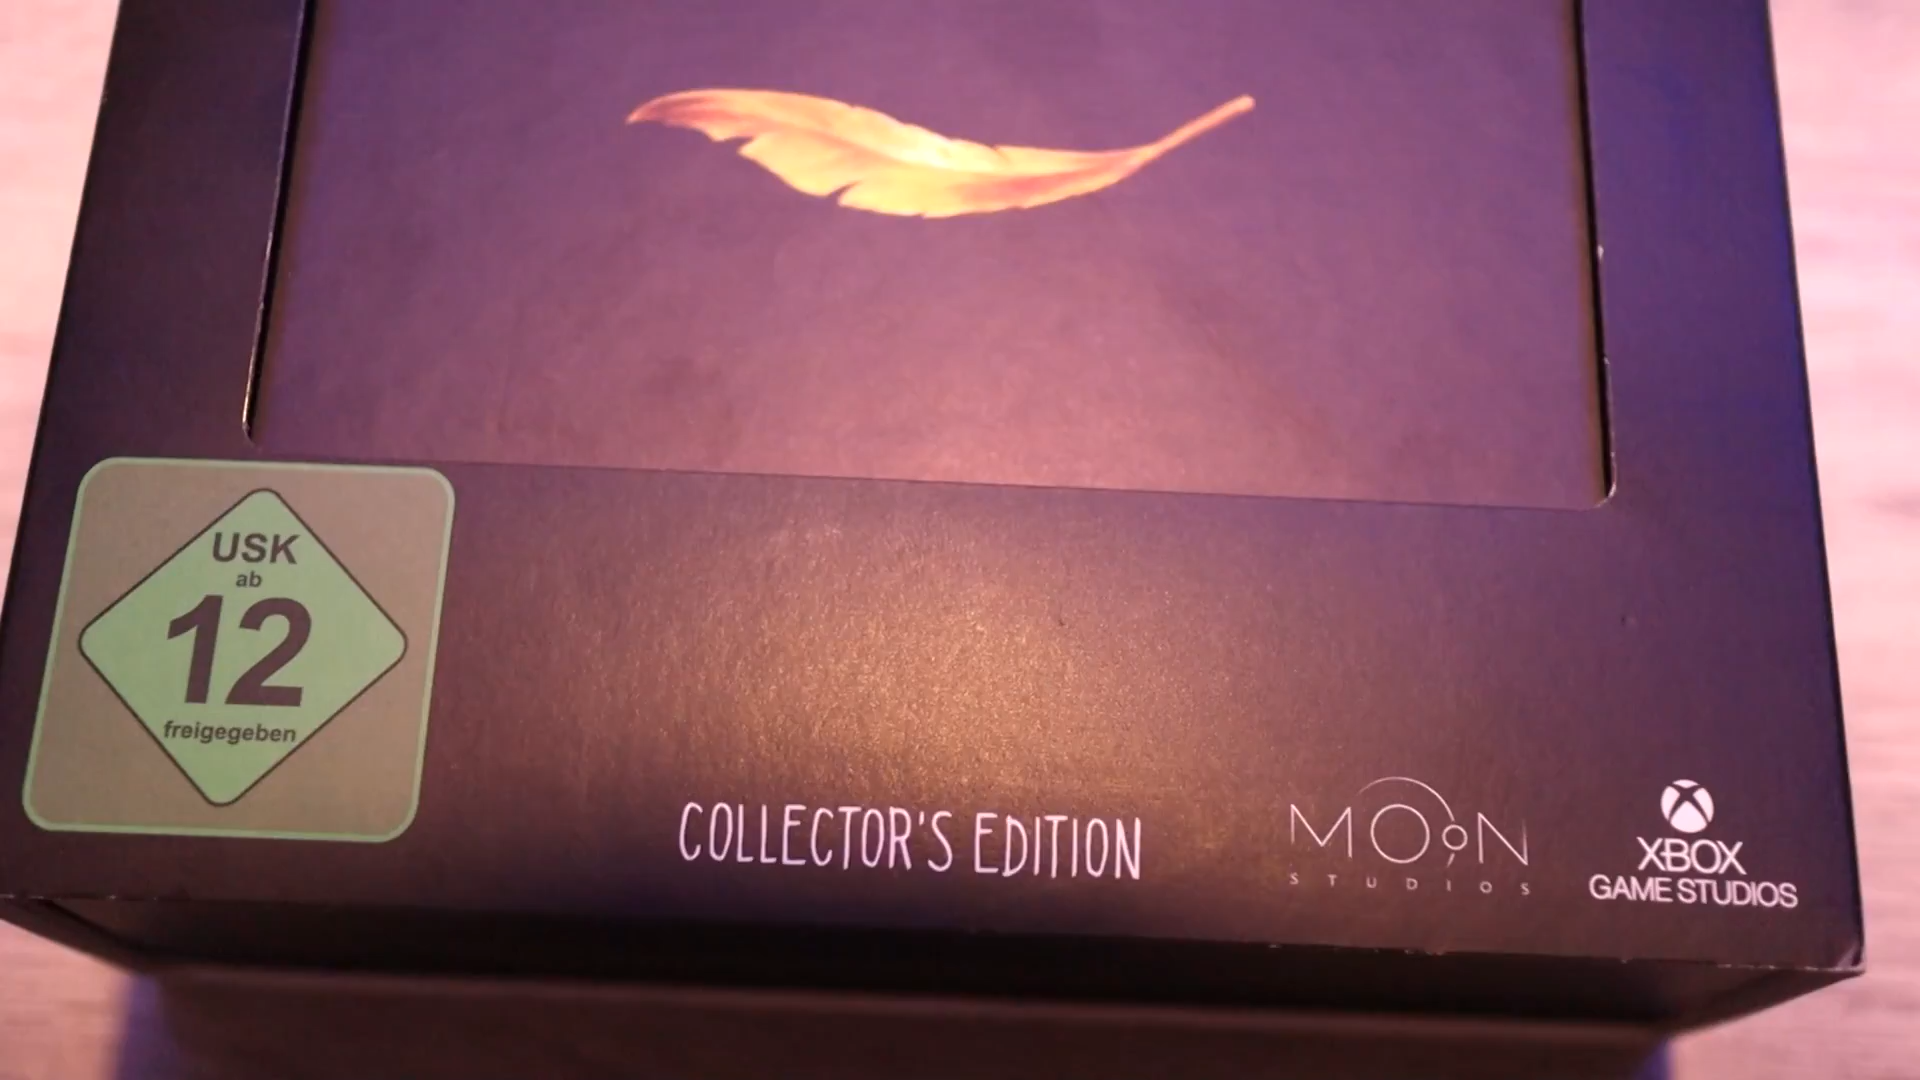 USK
ab
12
freigegeben
COLLECTOR'S EDITION
MOON
STUDIOS
XBOX
GAME STUDIOS